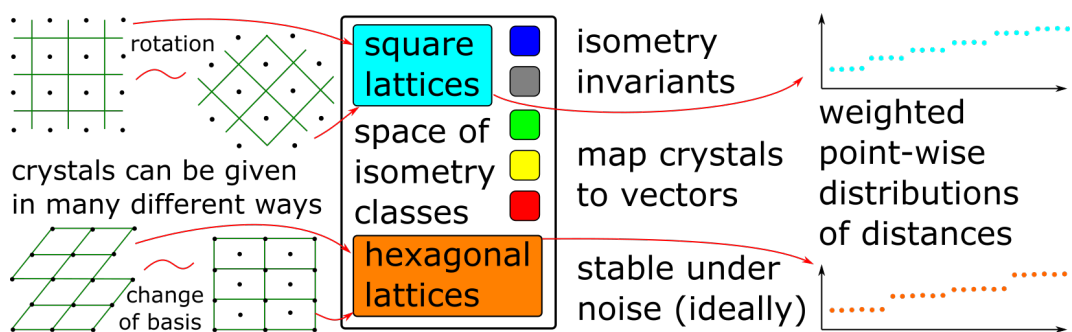 rotation
crystals can be given
in many different ways
change
of basis
square
lattices
space of
isometry
classes
hexagonal
lattices
isometry
invariants
map crystals
to vectors
stable under
noise (ideally)
weighted
point-wise
distributions
of distances